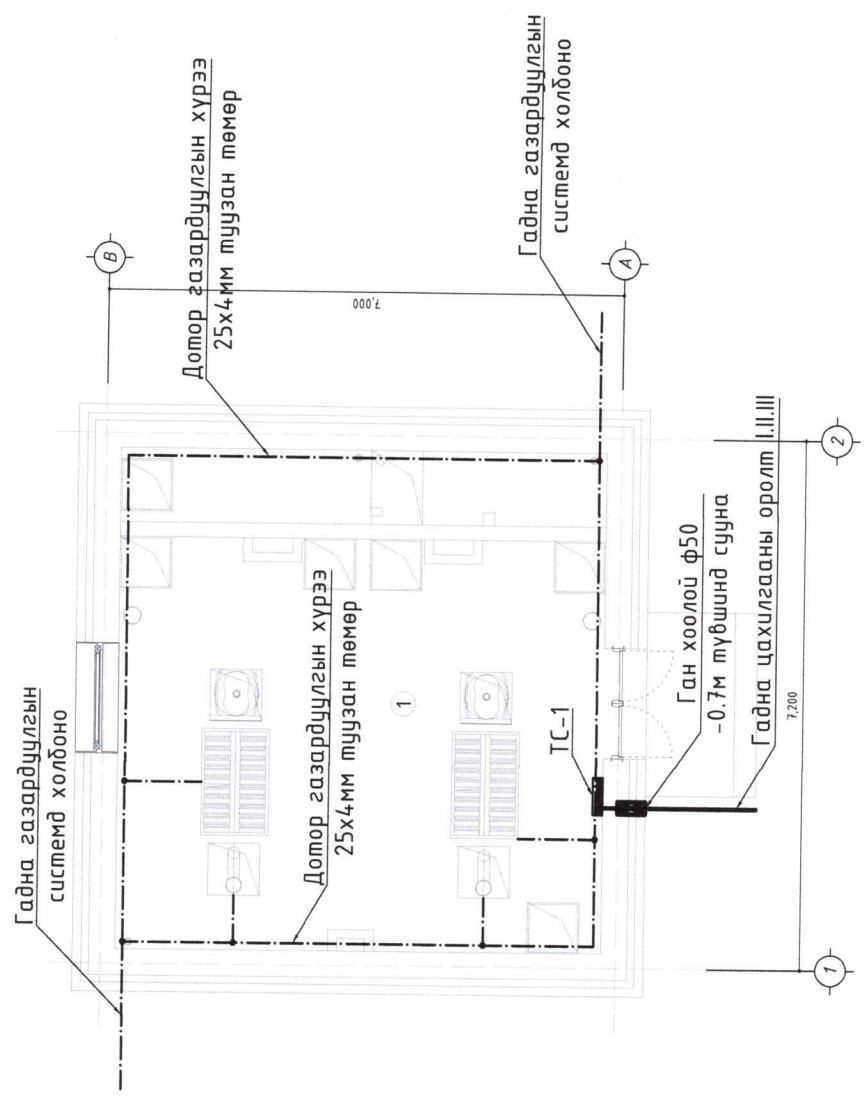 Гадна газардуулгын
системд холбоно
Дотор газардуулгын хүрээ
25x4мм туузан төмөр
Гадна газардуулгын
системд холбоно
B
A
7,000
Дотор газардуулгын хүрээ
25x4мм туузан төмөр
1
ТС-1
Ган хоолой ф50
-0.7м түвшинд сууна
Гадна цахилгааны оролт I.II.III
7,200
1
2